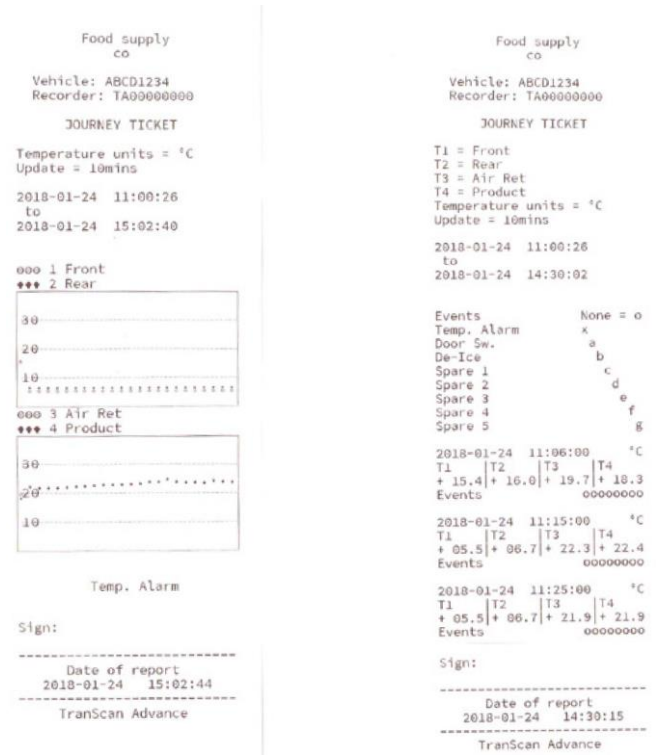 Food supply
co
Vehicle: ABCD1234
Recorder: TA00000000
JOURNEY TICKET
Temperature units = °C
Update = 10mins
2018-01-24 11:00:26
to
2018-01-24 15:02:40
ooo 1 Front
♦♦♦ 2 Rear
30
20
10
ooo 3 Air Ret
♦♦♦ 4 Product
30
20
10
Temp. Alarm
Sign:
Date of report
2018-01-24 15:02:44
TranScan Advance
Food supply
co
Vehicle: ABCD1234
Recorder: TA00000000
JOURNEY TICKET
T1 = Front
T2 = Rear
T3 = Air Ret
T4 = Product
Temperature units = °C
Update = 10mins
2018-01-24 11:00:26
to
2018-01-24 14:30:02
Events None = o
Temp. Alarm x
Door Sw. a
De-Ice b
Spare 1 c
Spare 2 d
Spare 3 e
Spare 4 f
Spare 5 g
2018-01-24 11:06:00 °C
T1 |T2 |T3 |T4
+ 15.4|+ 16.0|+ 19.7|+ 18.3
Events oooooooo
2018-01-24 11:15:00 °C
T1 |T2 |T3 |T4
+ 05.5|+ 06.7|+ 22.3|+ 22.4
Events oooooooo
2018-01-24 11:25:00 °C
T1 |T2 |T3 |T4
+ 05.5|+ 06.7|+ 21.9|+ 21.9
Events oooooooo
Sign:
Date of report
2018-01-24 14:30:15
TranScan Advance